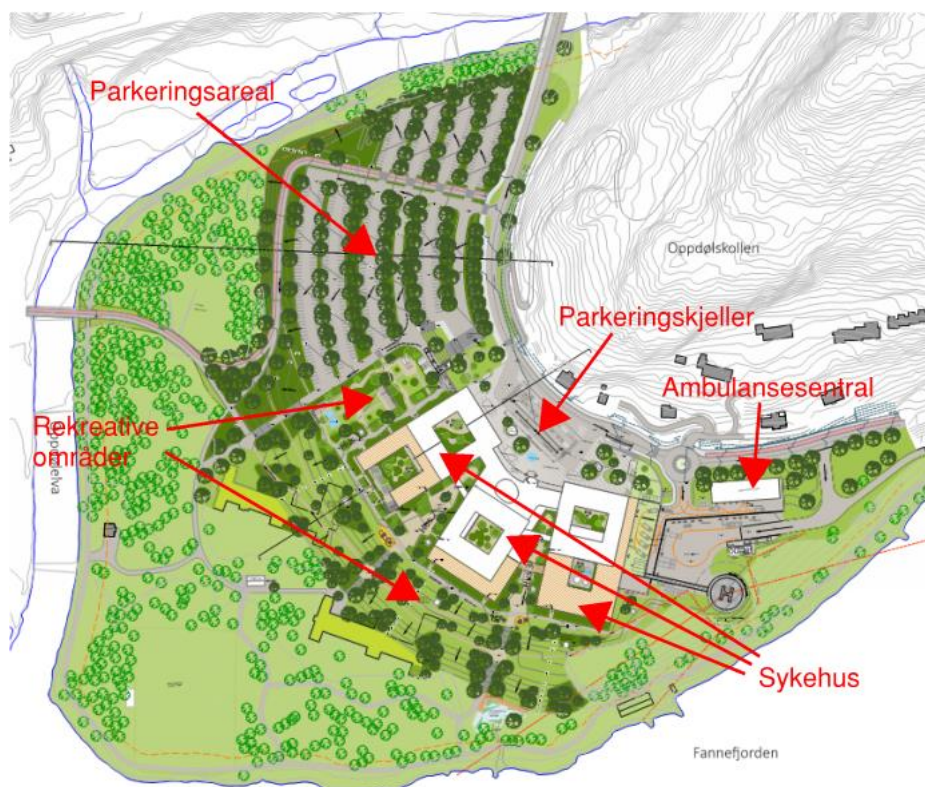 Parkeringsareal
Oppdølskollen
Parkeringskjeller
Ambulansesentral
Rekreative
områder
H
Sykehus
Fannefjorden